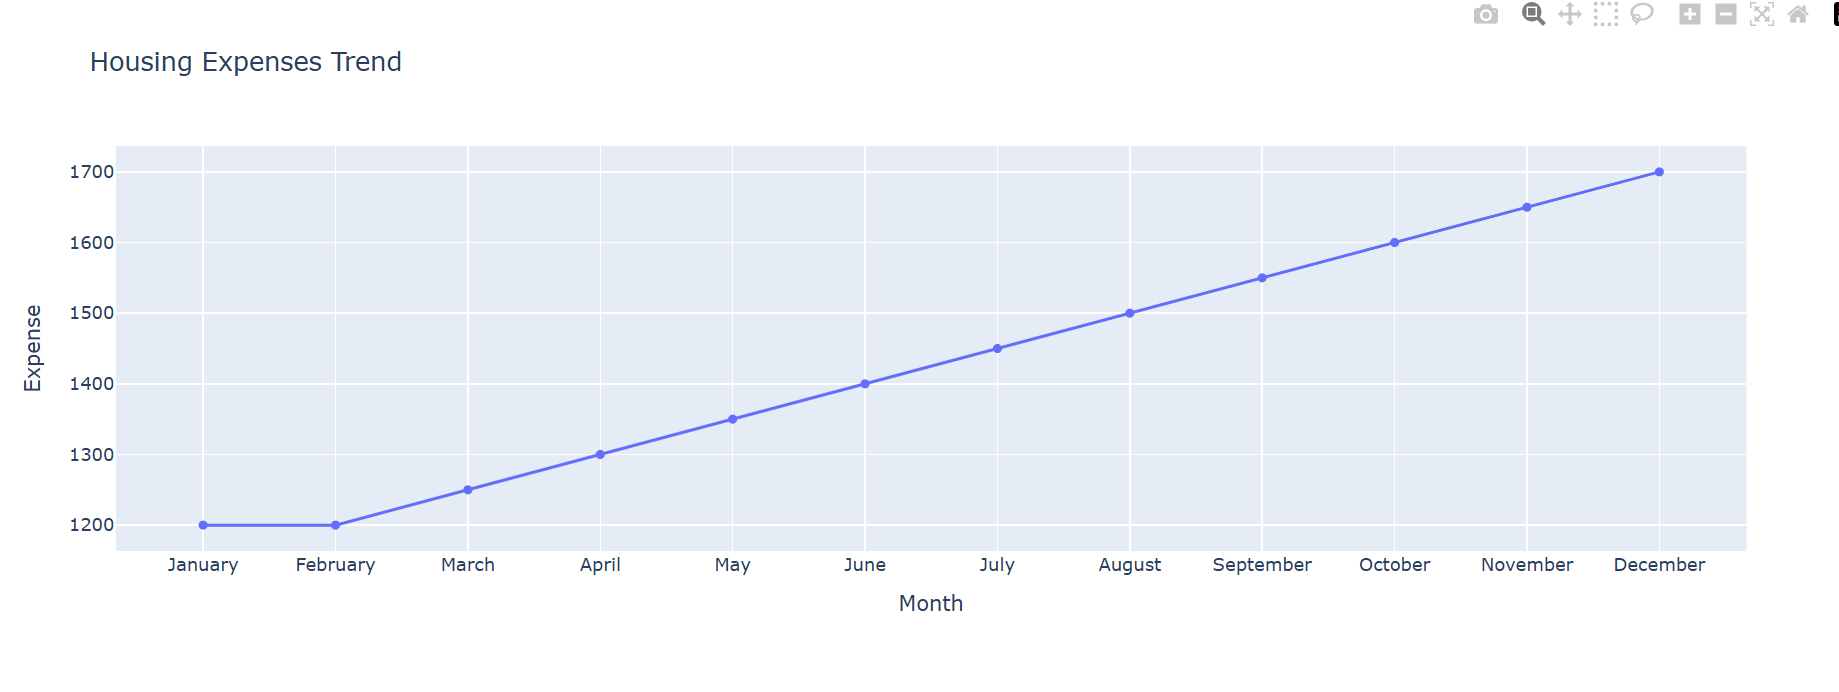 Housing Expenses Trend
1700
1600
1500
1400
1300
1200
Expense
January February March April May June July August September October November December
Month